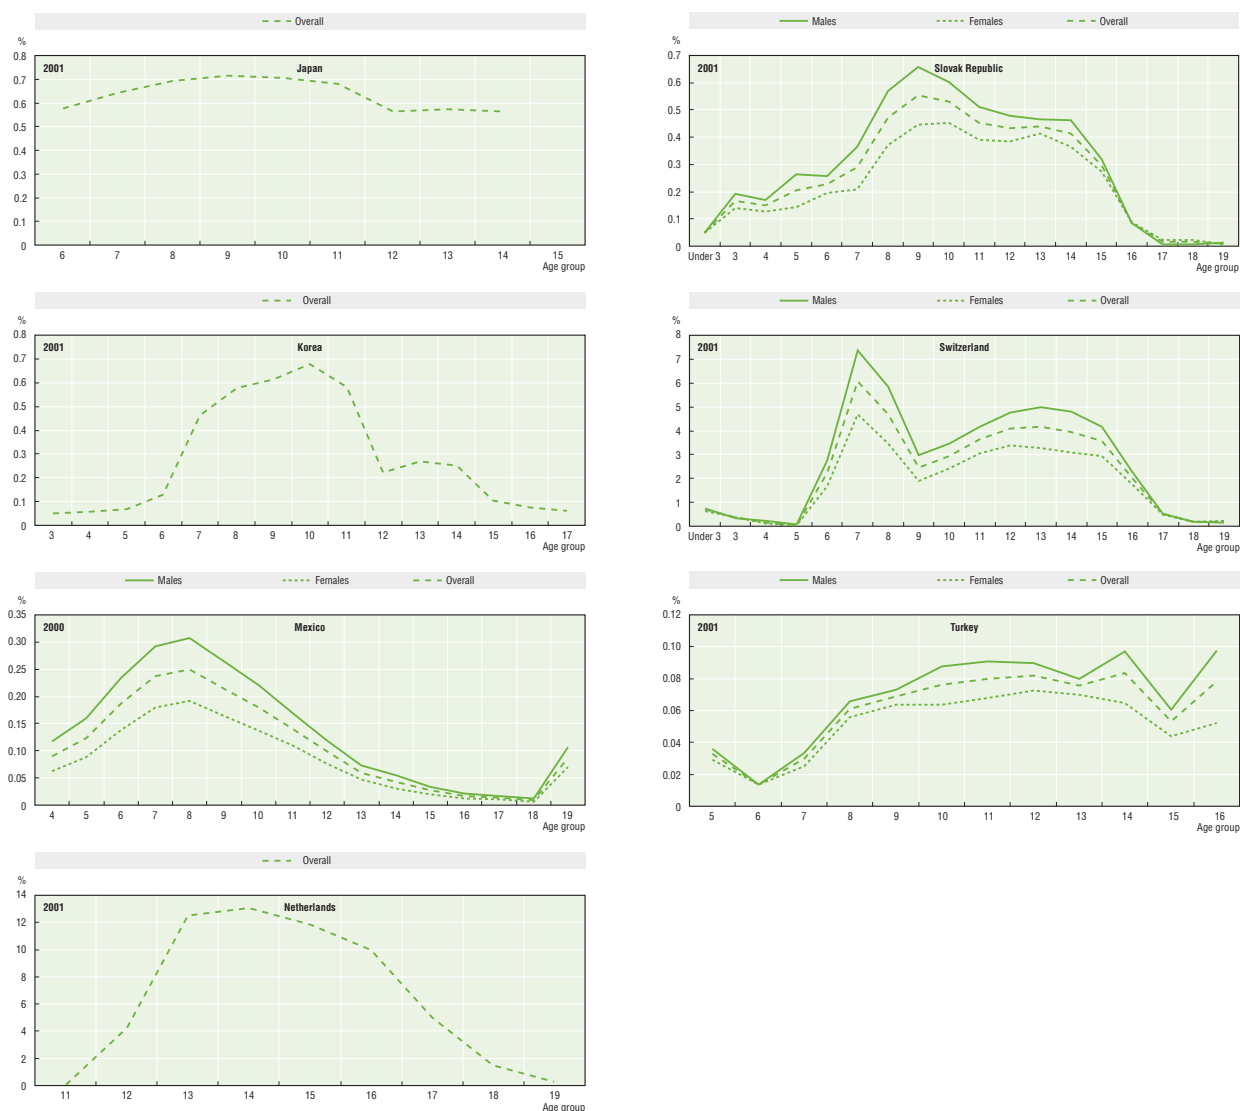 Overall
%
0.8
0.7
0.6
0.5
0.4
0.3
0.2
0.1
0
2001
Japan
6 7 8 9 10 11 12 13 14 15
Age group
Males Females Overall
%
0.7
0.6
0.5
0.4
0.3
0.2
0.1
0
2001
Slovak Republic
Under 3 3 4 5 6 7 8 9 10 11 12 13 14 15 16 17 18 19
Age group
Overall
%
0.8
0.7
0.6
0.5
0.4
0.3
0.2
0.1
0
2001
Korea
3 4 5 6 7 8 9 10 11 12 13 14 15 16 17
Age group
Males Females Overall
%
8
7
6
5
4
3
2
1
0
2001
Switzerland
Under 3 3 4 5 6 7 8 9 10 11 12 13 14 15 16 17 18 19
Age group
Males Females Overall
%
0.35
0.30
0.25
0.20
0.15
0.10
0.05
0
2000
Mexico
4 5 6 7 8 9 10 11 12 13 14 15 16 17 18 19
Age group
Males Females Overall
%
0.12
0.10
0.08
0.06
0.04
0.02
0
2001
Turkey
5 6 7 8 9 10 11 12 13 14 15 16
Age group
Overall
%
14
12
10
8
6
4
2
0
2001
Netherlands
11 12 13 14 15 16 17 18 19
Age group